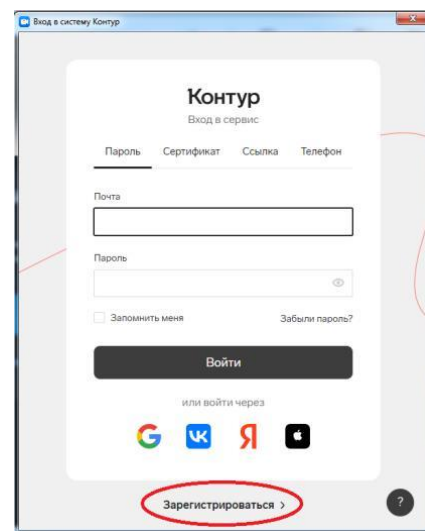 Вход в систему Контур
Контур
Вход в сервис
Пароль Сертификат Ссылка Телефон
Почта
Пароль
Запомнить меня Забыли пароль?
Войти
или войти через
G VK Я
Зарегистрироваться >
?